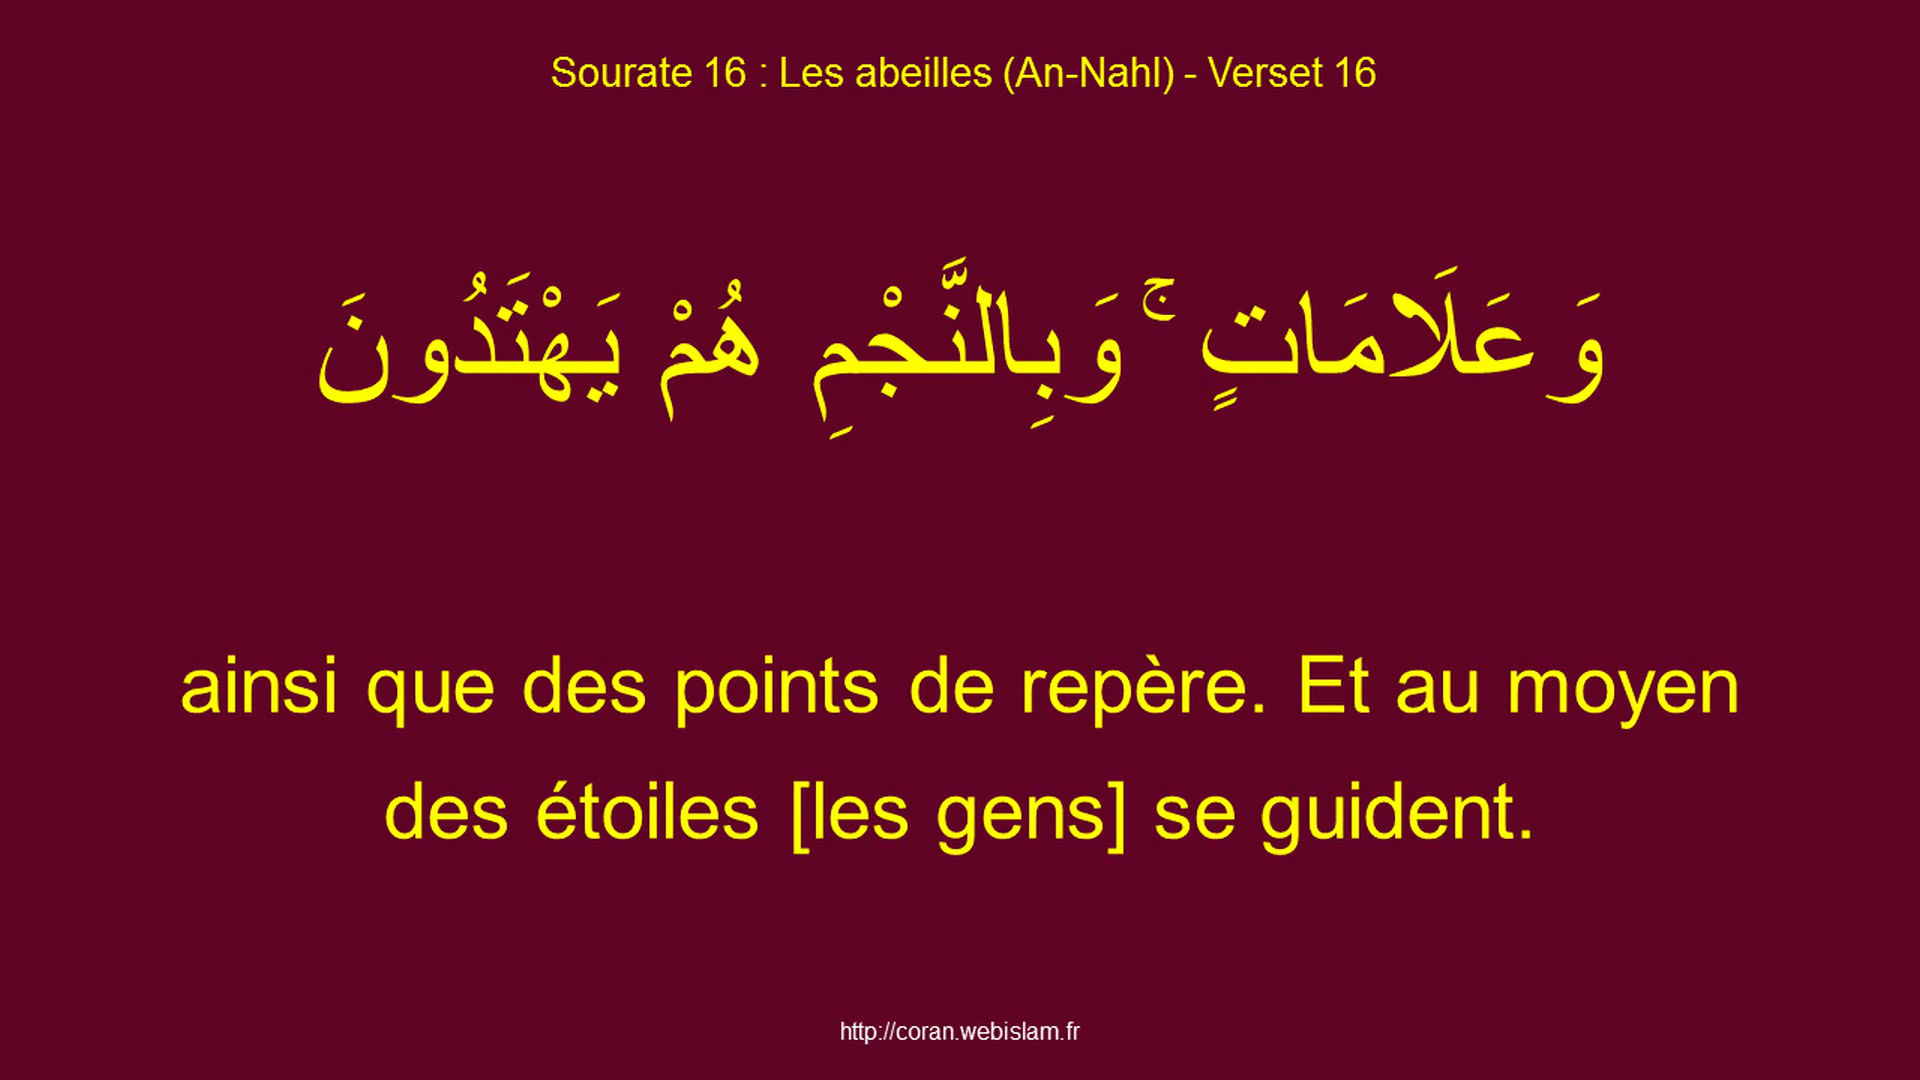 Sourate 16 : Les abeilles (An-Nahl) - Verset 16
وَعَلَامَاتٍ ۚ وَبِالنَّجْمِ هُمْ يَهْتَدُونَ
ainsi que des points de repère. Et au moyen
des étoiles [les gens] se guident.
http://coran.webislam.fr